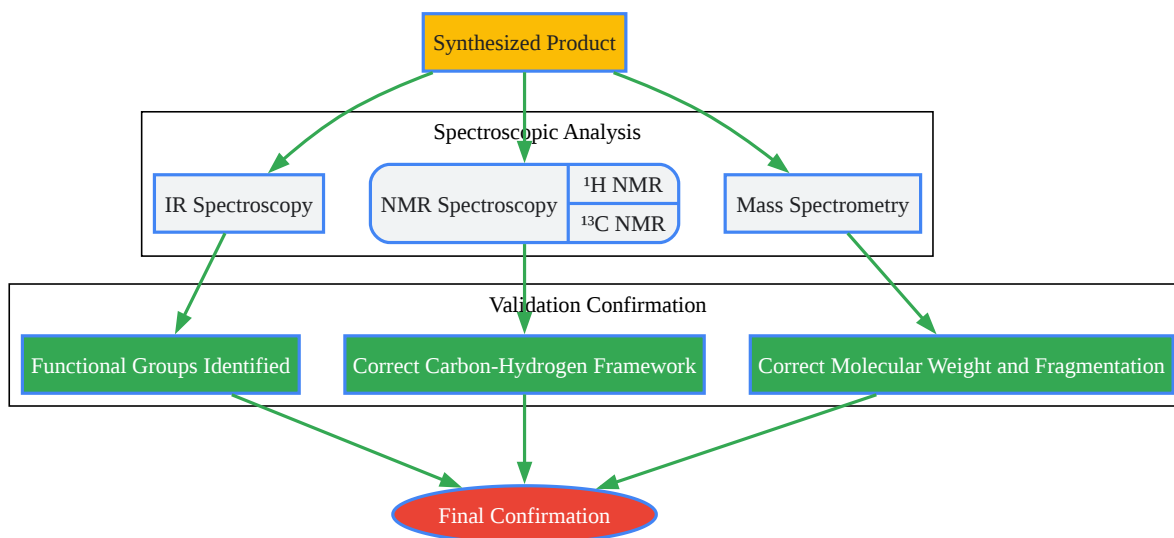 Synthesized Product
Spectroscopic Analysis
IR Spectroscopy
NMR Spectroscopy
¹H NMR
¹³C NMR
Mass Spectrometry
Validation Confirmation
Functional Groups Identified
Correct Carbon-Hydrogen Framework
Correct Molecular Weight and Fragmentation
Final Confirmation